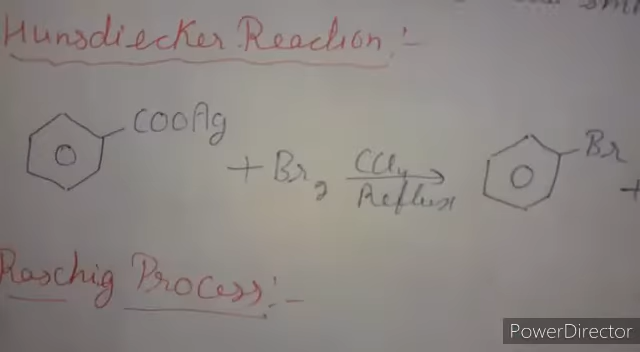 Hunsdiecker Reaction:-
COOAg + Br2 CCl4 Reflux Br +
Raschig Process:-
PowerDirector